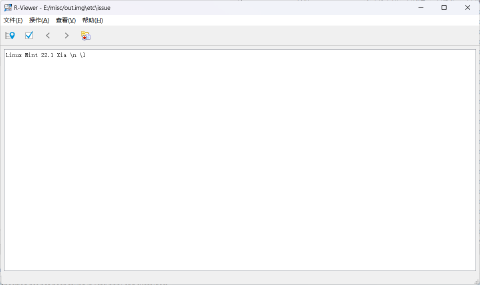 R-Viewer - E:/misc/out.img\etc\issue
文件(F) 操作(A) 查看(V) 帮助(H)
Linux Mint 22.1 Xia \n \l